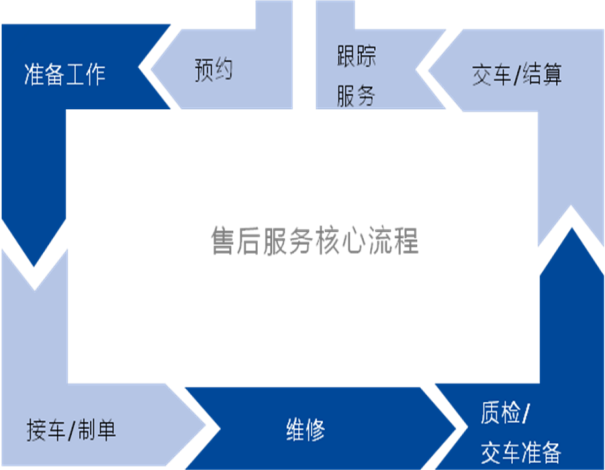 准备工作
预约
跟踪
服务
交车/结算
售后服务核心流程
接车/制单
维修
质检/
交车准备